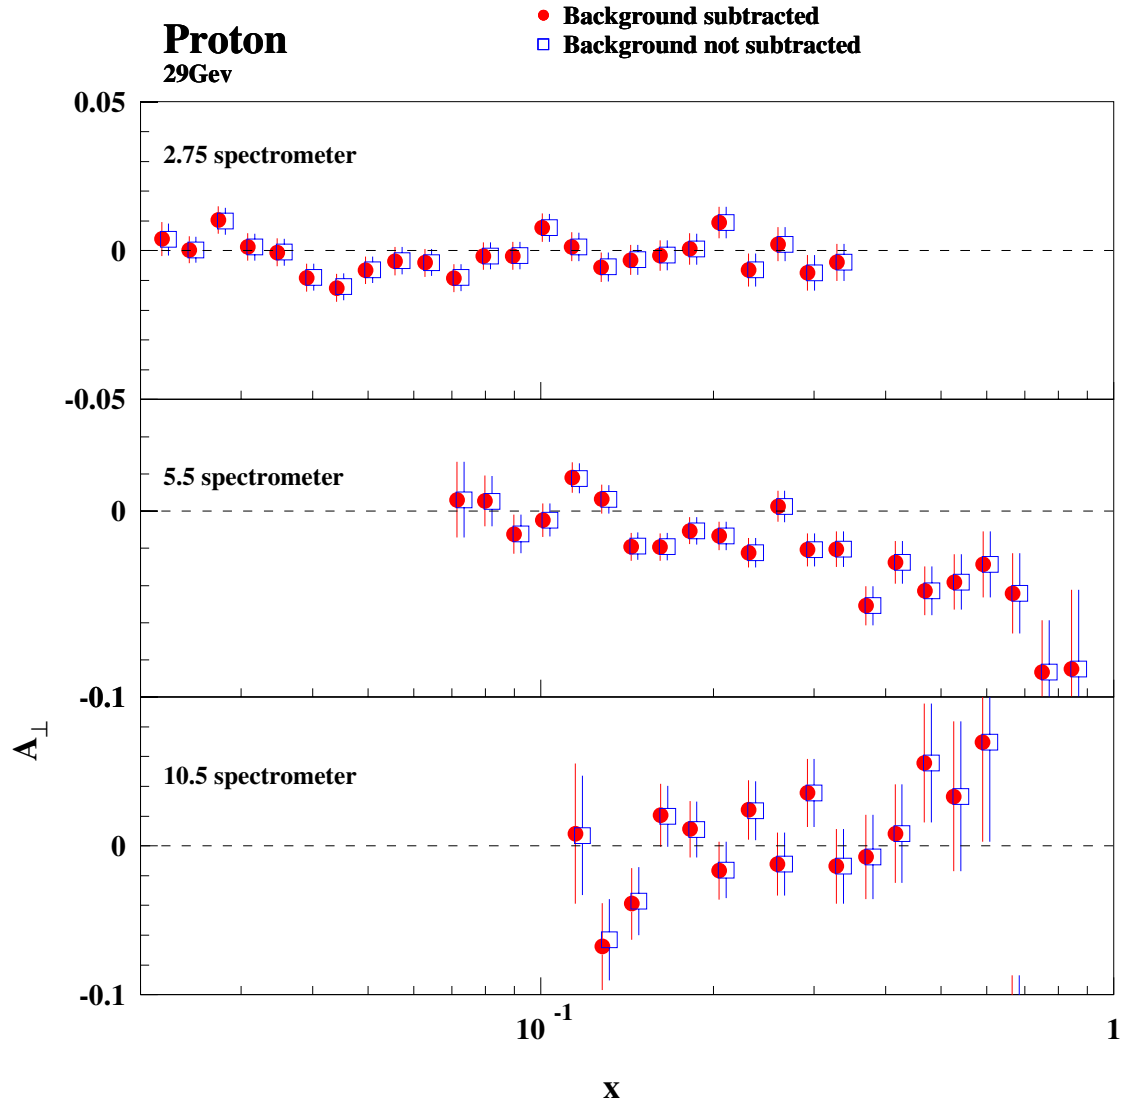 Proton
29Gev
Background subtracted
Background not subtracted
0.05
2.75 spectrometer
0
-0.05
5.5 spectrometer
0
-0.1
A⊥
10.5 spectrometer
0
-0.1
10 -1
1
x